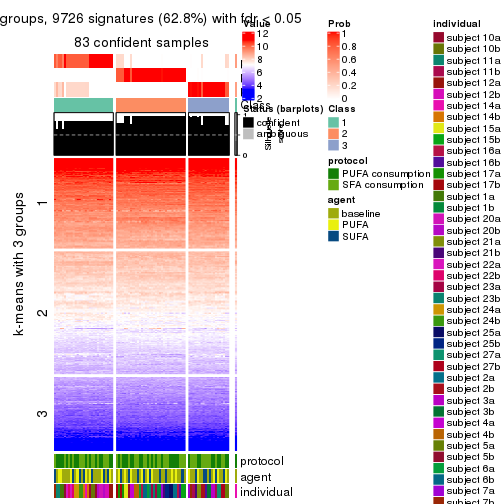 groups, 9726 signatures (62.8%) with fdr < 0.05
83 confident samples
k-means with 3 groups
1
2
3
protocol
agent
individual
Value
12
10
8
6
4
2
0
Class
Status (barplots)
confident
ambiguous
Prob
1
0.8
0.6
0.4
0.2
0
Class
1
2
3
protocol
PUFA consumption
SFA consumption
agent
baseline
PUFA
SUFA
individual
subject 10a
subject 10b
subject 11a
subject 11b
subject 12a
subject 12b
subject 14a
subject 14b
subject 15a
subject 15b
subject 16a
subject 16b
subject 17a
subject 17b
subject 1a
subject 1b
subject 20a
subject 20b
subject 21a
subject 21b
subject 22a
subject 22b
subject 23a
subject 23b
subject 24a
subject 24b
subject 25a
subject 25b
subject 27a
subject 27b
subject 2a
subject 2b
subject 3a
subject 3b
subject 4a
subject 4b
subject 5a
subject 5b
subject 6a
subject 6b
subject 7a
subject 7b